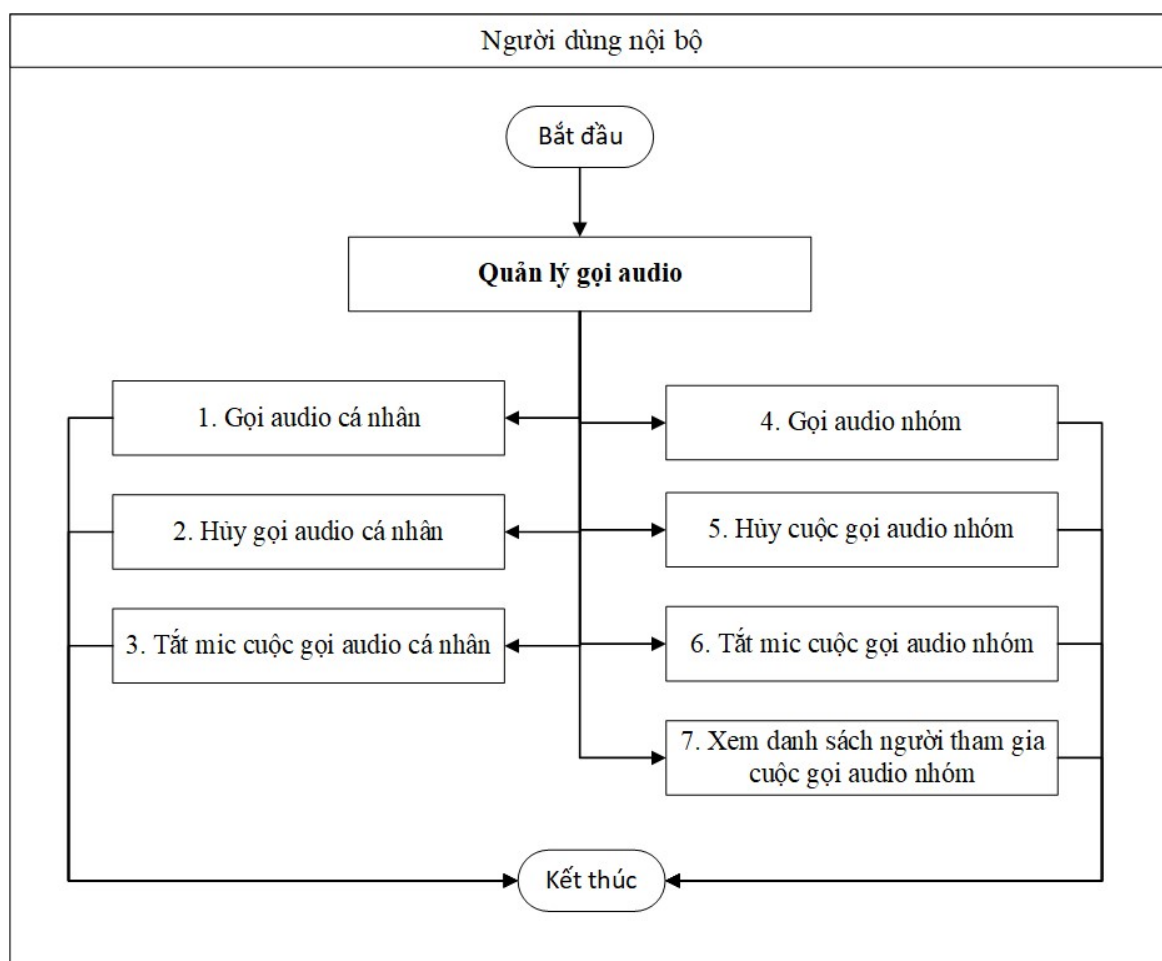 Người dùng nội bộ
Bắt đầu
Quản lý gọi audio
1. Gọi audio cá nhân
2. Hủy gọi audio cá nhân
3. Tắt mic cuộc gọi audio cá nhân
4. Gọi audio nhóm
5. Hủy cuộc gọi audio nhóm
6. Tắt mic cuộc gọi audio nhóm
7. Xem danh sách người tham gia
cuộc gọi audio nhóm
Kết thúc